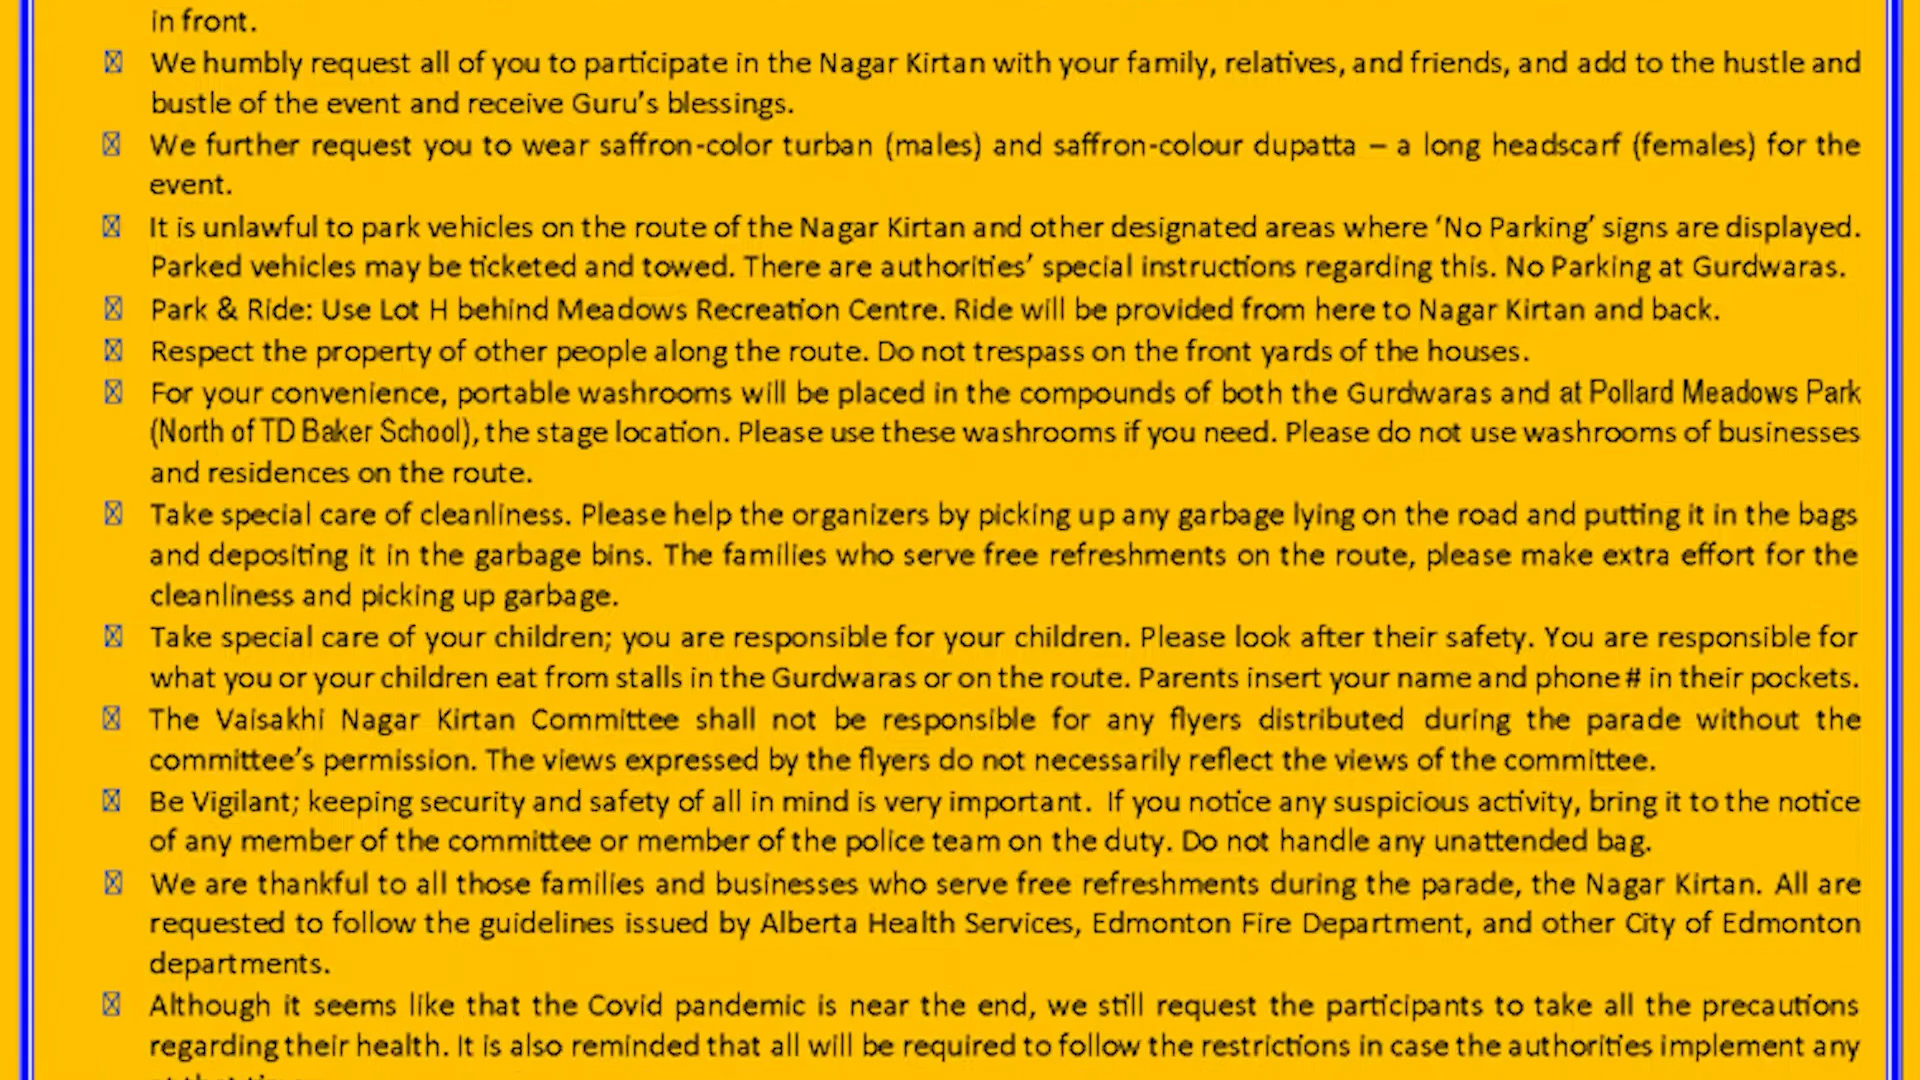 in front.
We humbly request all of you to participate in the Nagar Kirtan with your family, relatives, and friends, and add to the hustle and
bustle of the event and receive Guru's blessings.
We further request you to wear saffron-color turban (males) and saffron-colour dupatta – a long headscarf (females) for the
event.
It is unlawful to park vehicles on the route of the Nagar Kirtan and other designated areas where 'No Parking' signs are displayed.
Parked vehicles may be ticketed and towed. There are authorities' special instructions regarding this. No Parking at Gurdwaras.
Park & Ride: Use Lot H behind Meadows Recreation Centre. Ride will be provided from here to Nagar Kirtan and back.
Respect the property of other people along the route. Do not trespass on the front yards of the houses.
For your convenience, portable washrooms will be placed in the compounds of both the Gurdwaras and at Pollard Meadows Park
(North of TD Baker School), the stage location. Please use these washrooms if you need. Please do not use washrooms of businesses
and residences on the route.
Take special care of cleanliness. Please help the organizers by picking up any garbage lying on the road and putting it in the bags
and depositing it in the garbage bins. The families who serve free refreshments on the route, please make extra effort for the
cleanliness and picking up garbage.
Take special care of your children; you are responsible for your children. Please look after their safety. You are responsible for
what you or your children eat from stalls in the Gurdwaras or on the route. Parents insert your name and phone # in their pockets.
The Vaisakhi Nagar Kirtan Committee shall not be responsible for any flyers distributed during the parade without the
committee's permission. The views expressed by the flyers do not necessarily reflect the views of the committee.
Be Vigilant; keeping security and safety of all in mind is very important. If you notice any suspicious activity, bring it to the notice
of any member of the committee or member of the police team on the duty. Do not handle any unattended bag.
We are thankful to all those families and businesses who serve free refreshments during the parade, the Nagar Kirtan. All are
requested to follow the guidelines issued by Alberta Health Services, Edmonton Fire Department, and other City of Edmonton
departments.
Although it seems like that the Covid pandemic is near the end, we still request the participants to take all the precautions
regarding their health. It is also reminded that all will be required to follow the restrictions in case the authorities implement any